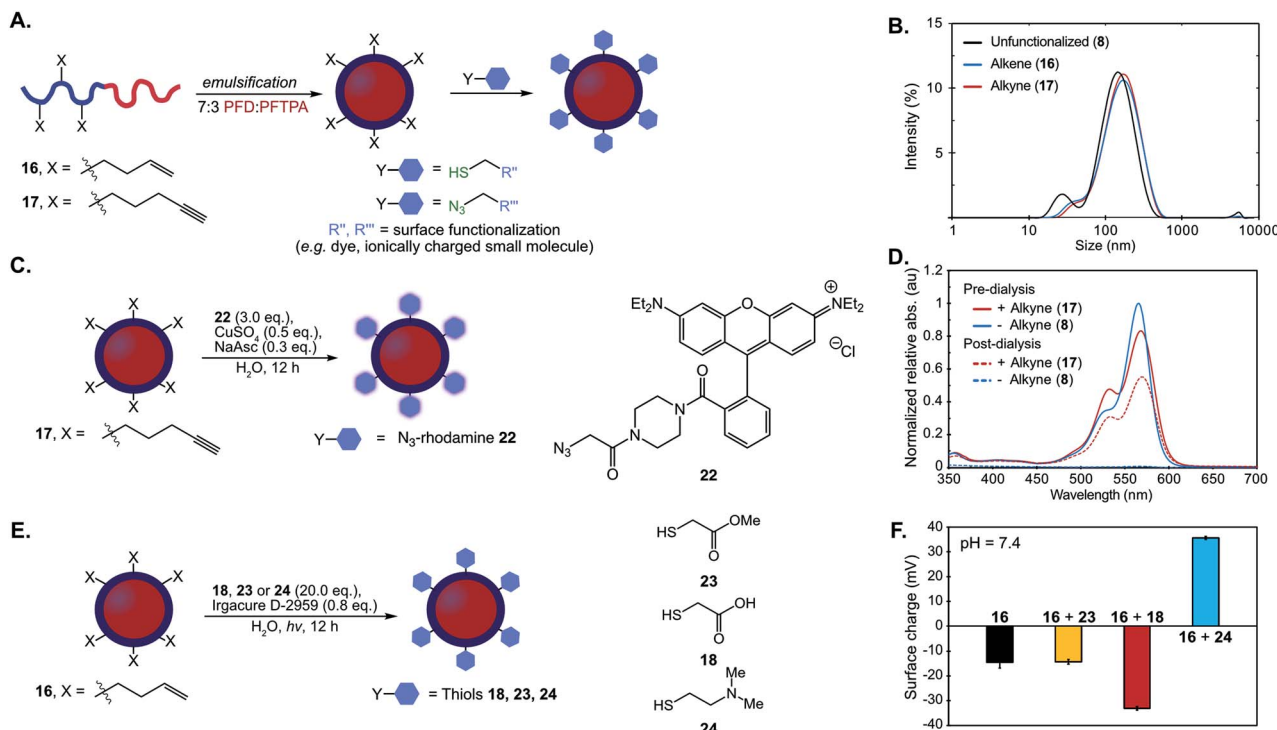 A.
X
X
X
emulsification
7:3 PFD:PFTPA
X
X
X
X
X
X
Y
16, X =
17, X =
Y
= HS
R''
Y
= N3
R'''
R'', R''' = surface functionalization
(e.g. dye, ionically charged small molecule)
B.
Intensity (%)
15
10
5
Unfunctionalized (8)
Alkene (16)
Alkyne (17)
1
10
100
1000
10000
Size (nm)
C.
X
X
X
X
X
X
22 (3.0 eq.),
CuSO4 (0.5 eq.),
NaAsc (0.3 eq.)
H2O, 12 h
17, X =
Y
= N3-rhodamine 22
Et2N
O
+
NEt2
−Cl
O
N
N
N3
O
22
D.
Normalized relative abs. (au)
1.2
1
0.8
0.6
0.4
0.2
0
Pre-dialysis
+ Alkyne (17)
- Alkyne (8)
Post-dialysis
+ Alkyne (17)
- Alkyne (8)
350
400
450
500
550
600
650
700
Wavelength (nm)
E.
X
X
X
X
X
X
18, 23 or 24 (20.0 eq.),
Irgacure D-2959 (0.8 eq.)
H2O, hv, 12 h
16, X =
Y
= Thiols 18, 23, 24
HS
OMe
O
23
HS
OH
O
18
HS
N
Me
Me
24
F.
Surface charge (mV)
40
30
20
10
0
-10
-20
-30
-40
pH = 7.4
16
16 + 23
16 + 18
16 + 24